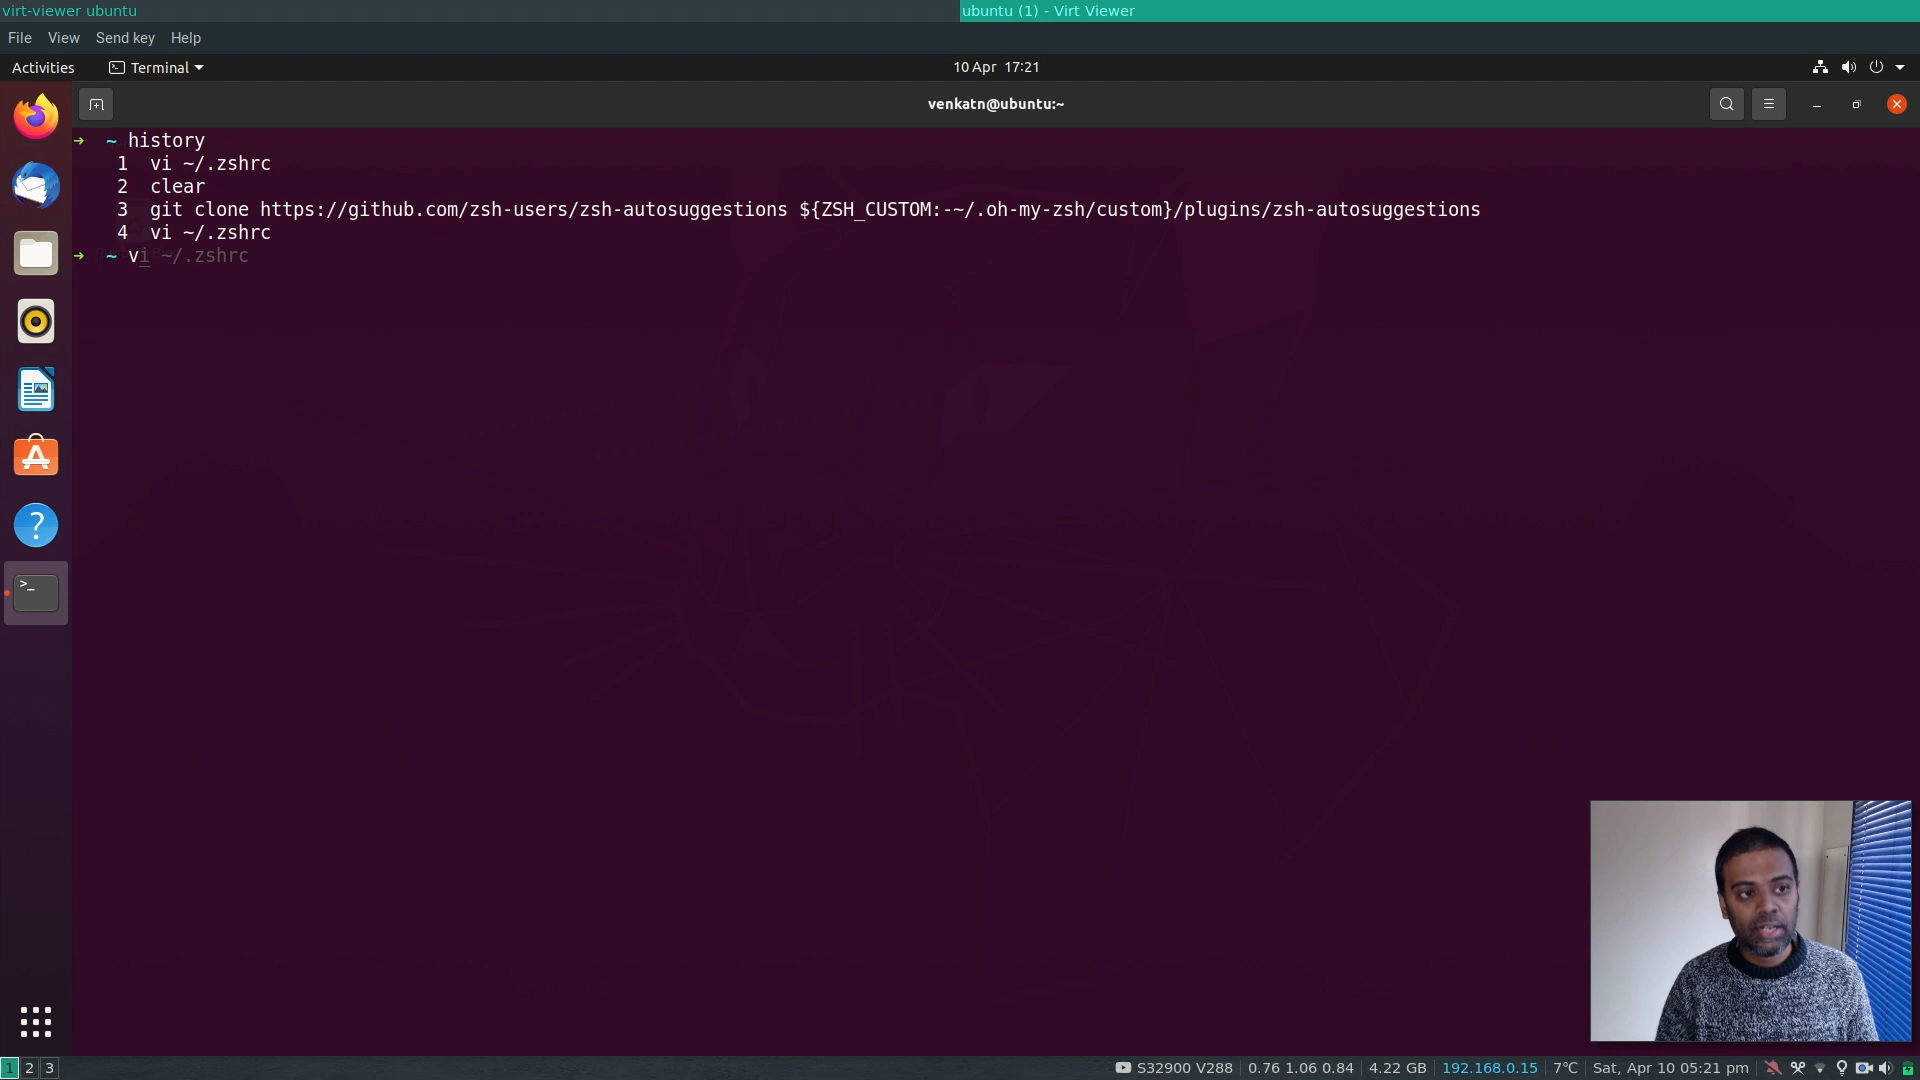 virt-viewer ubuntu
ubuntu (1) - Virt Viewer
File View Send key Help
Activities Terminal 10 Apr 17:21
venkatn@ubuntu:~
➜ ~ history
1 vi ~/.zshrc
2 clear
3 git clone https://github.com/zsh-users/zsh-autosuggestions ${ZSH_CUSTOM:-~/.oh-my-zsh/custom}/plugins/zsh-autosuggestions
4 vi ~/.zshrc
➜ ~ vi ~/.zshrc
1 2 3
S32900 V288 0.76 1.06 0.84 4.22 GB 192.168.0.15 7℃ Sat, Apr 10 05:21 pm